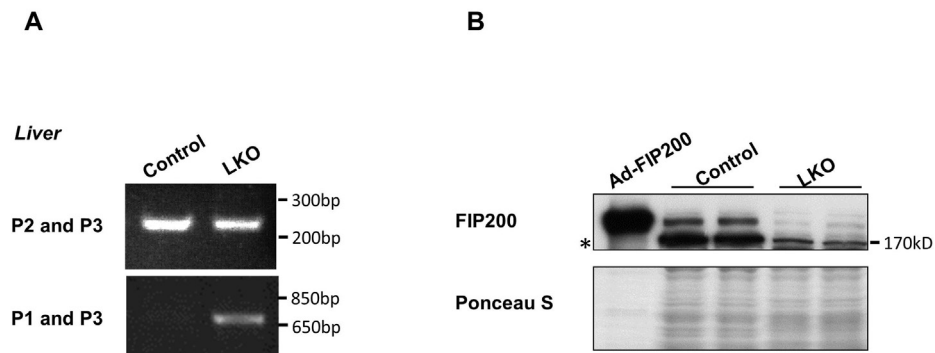 A
B
Liver
Control
LKO
Ad-FIP200
Control
LKO
P2 and P3
300bp
200bp
FIP200
*
170kD
P1 and P3
850bp
650bp
Ponceau S